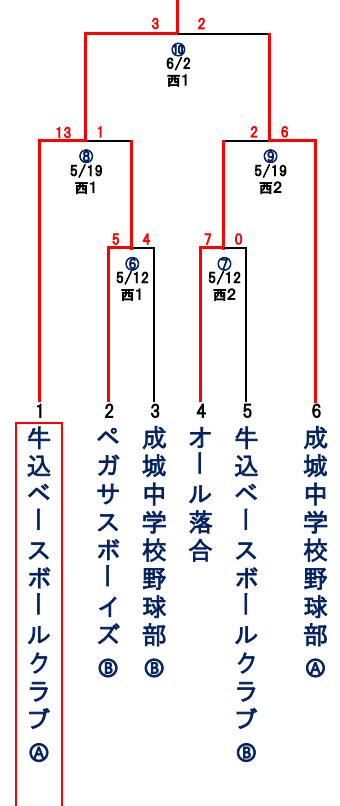 3 2
⑩
6/2
西1
13 1
2 6
⑧
5/19
西1
⑨
5/19
西2
5 4
7 0
⑥
5/12
西1
⑦
5/12
西2
1
牛込ベースボールクラブⒶ
2
ペガサスボーイズⒷ
3
成城中学校野球部Ⓑ
4
オール落合
5
牛込ベースボールクラブⒷ
6
成城中学校野球部Ⓐ